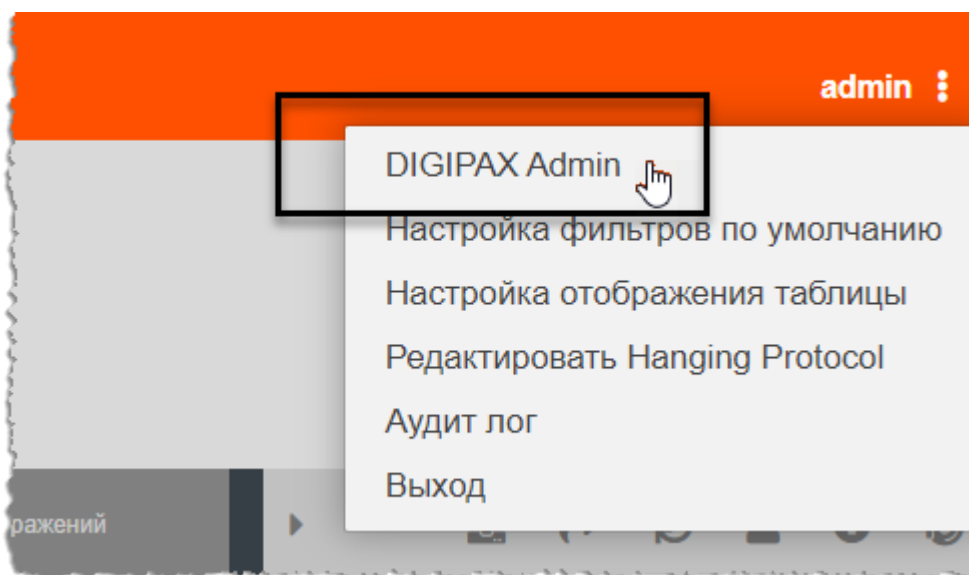 admin
DIGIPAX Admin
Настройка фильтров по умолчанию
Настройка отображения таблицы
Редактировать Hanging Protocol
Аудит лог
Выход
ражений